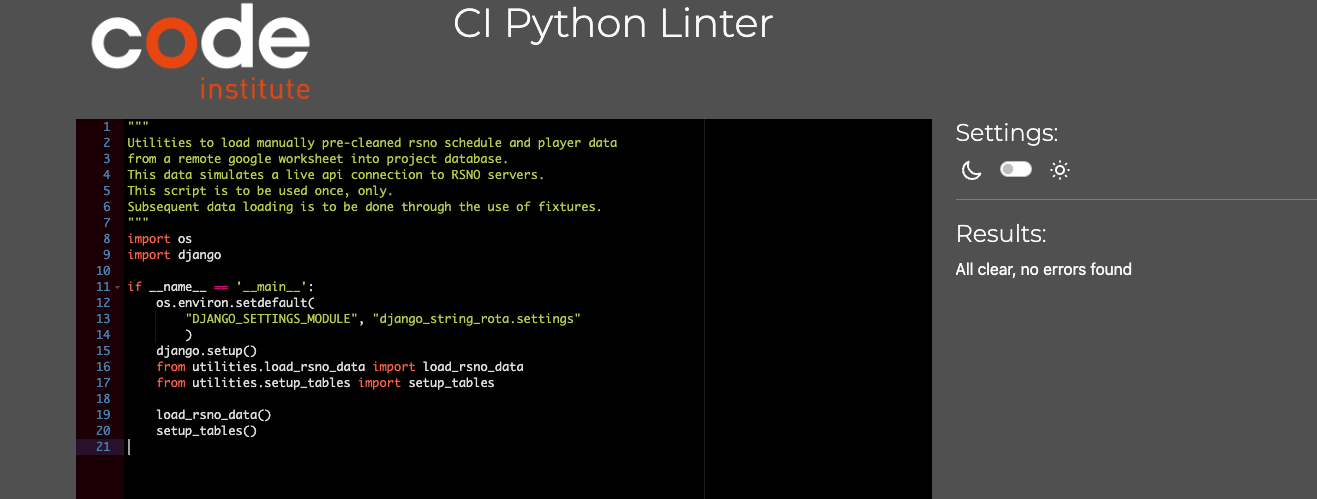 code
institute
CI Python Linter
1 """
2 Utilities to load manually pre-cleaned rsno schedule and player data
3 from a remote google worksheet into project database.
4 This data simulates a live api connection to RSNO servers.
5 This script is to be used once, only.
6 Subsequent data loading is to be done through the use of fixtures.
7 """
8 import os
9 import django
10
11 if __name__ == '__main__':
12     os.environ.setdefault(
13         "DJANGO_SETTINGS_MODULE", "django_string_rota.settings"
14         )
15     django.setup()
16     from utilities.load_rsno_data import load_rsno_data
17     from utilities.setup_tables import setup_tables
18
19     load_rsno_data()
20     setup_tables()
21
Settings:
Results:
All clear, no errors found